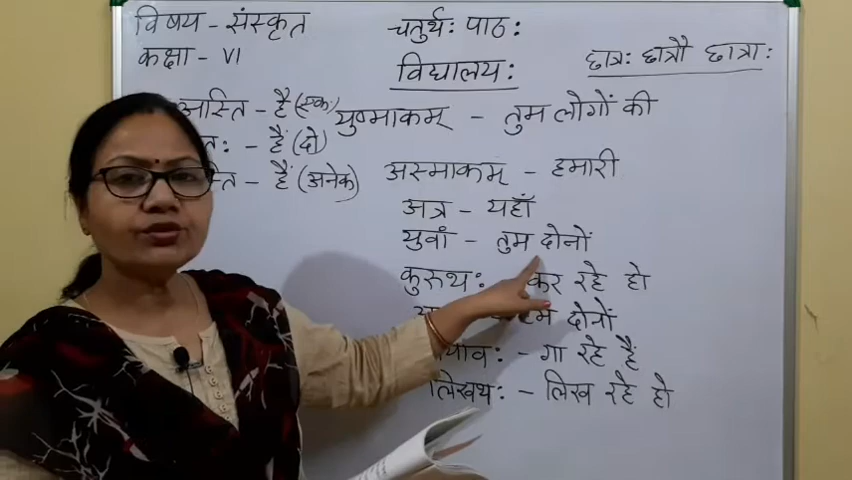 विषय - संस्कृत
कक्षा - VI
चतुर्थः पाठः
विद्यालयः
छात्रः छात्रौ छात्राः
अस्ति - है (एक)
तः - हैं (दो)
स्ति - हैं (अनेक)
युष्माकम् - तुम लोगों की
अस्माकम् - हमारी
अत्र - यहाँ
युवां - तुम दोनों
कुरुथः कर रहे हो
दोनों
यावः - गा रहे हैं
लिखथः - लिख रहे हो